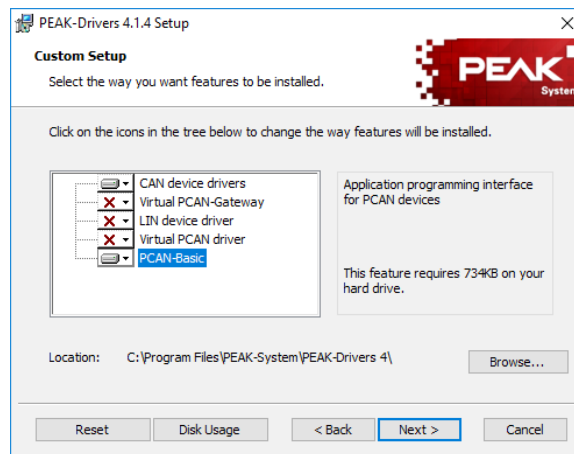 PEAK-Drivers 4.1.4 Setup
Custom Setup
Select the way you want features to be installed.
PEAK
System
Click on the icons in the tree below to change the way features will be installed.
CAN device drivers
Virtual PCAN-Gateway
LIN device driver
Virtual PCAN driver
PCAN-Basic
Application programming interface
for PCAN devices
This feature requires 734KB on your
hard drive.
Location: C:\Program Files\PEAK-System\PEAK-Drivers 4\
Browse...
Reset Disk Usage < Back Next > Cancel